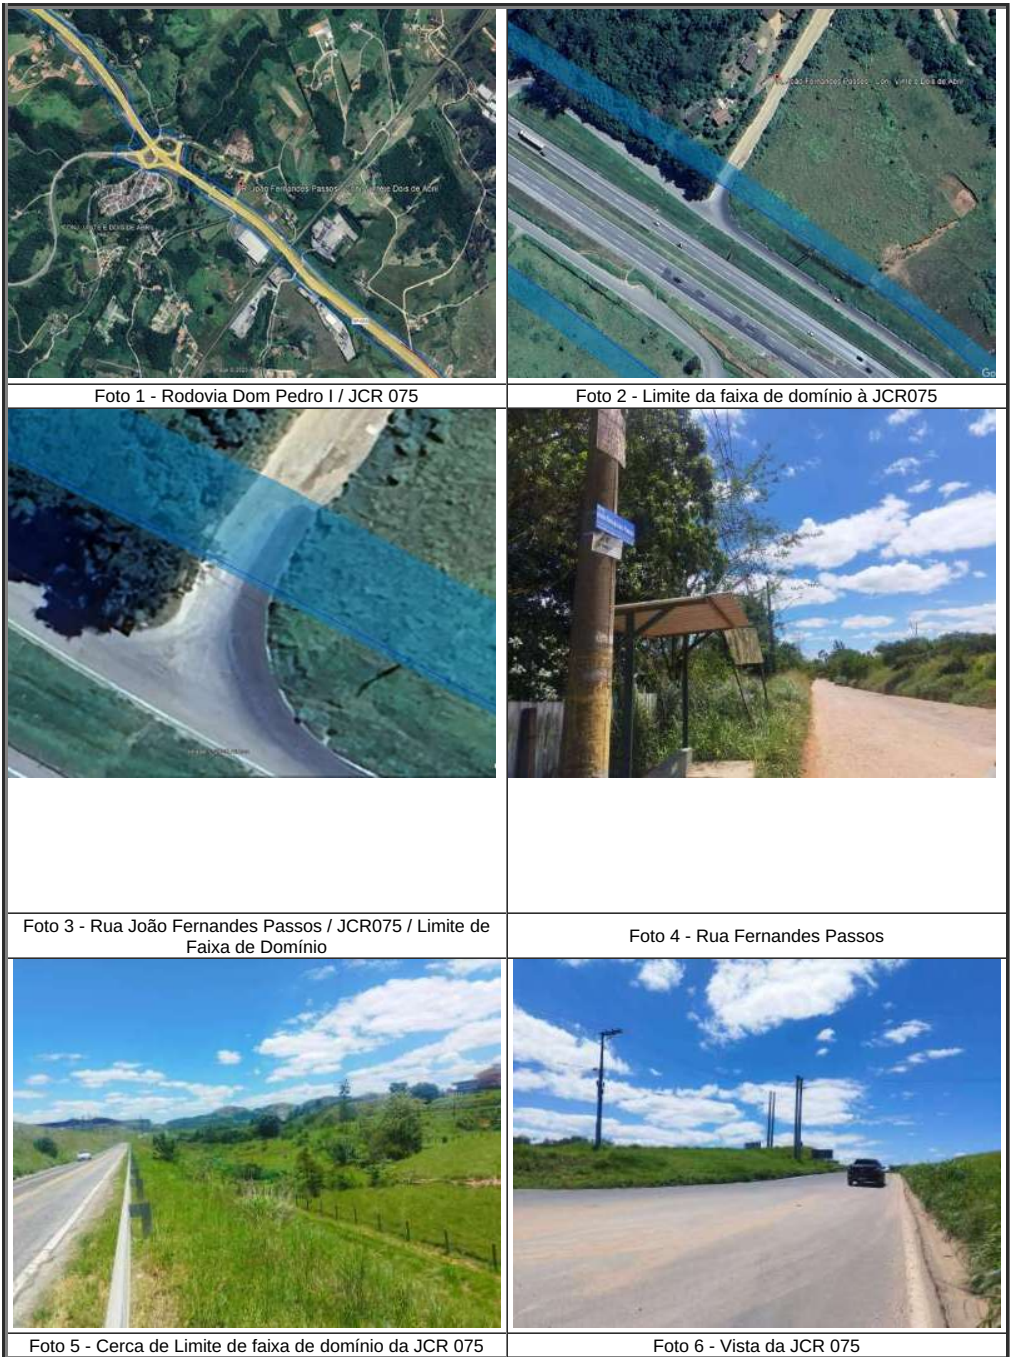 Foto 1 - Rodovia Dom Pedro I / JCR 075
Foto 2 - Limite da faixa de domínio à JCR075
Foto 3 - Rua João Fernandes Passos / JCR075 / Limite de
Faixa de Domínio
Foto 4 - Rua Fernandes Passos
Foto 5 - Cerca de Limite de faixa de domínio da JCR 075
Foto 6 - Vista da JCR 075